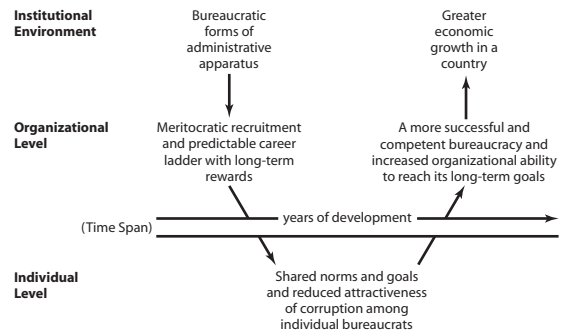 Institutional
Environment
Bureaucratic
forms of
administrative
apparatus
Greater
economic
growth in a
country
Organizational
Level
Meritocratic recruitment
and predictable career
ladder with long-term
rewards
A more successful and
competent bureaucracy and
increased organizational ability
to reach its long-term goals
years of development
(Time Span)
Individual
Level
Shared norms and goals
and reduced attractiveness
of corruption among
individual bureaucrats